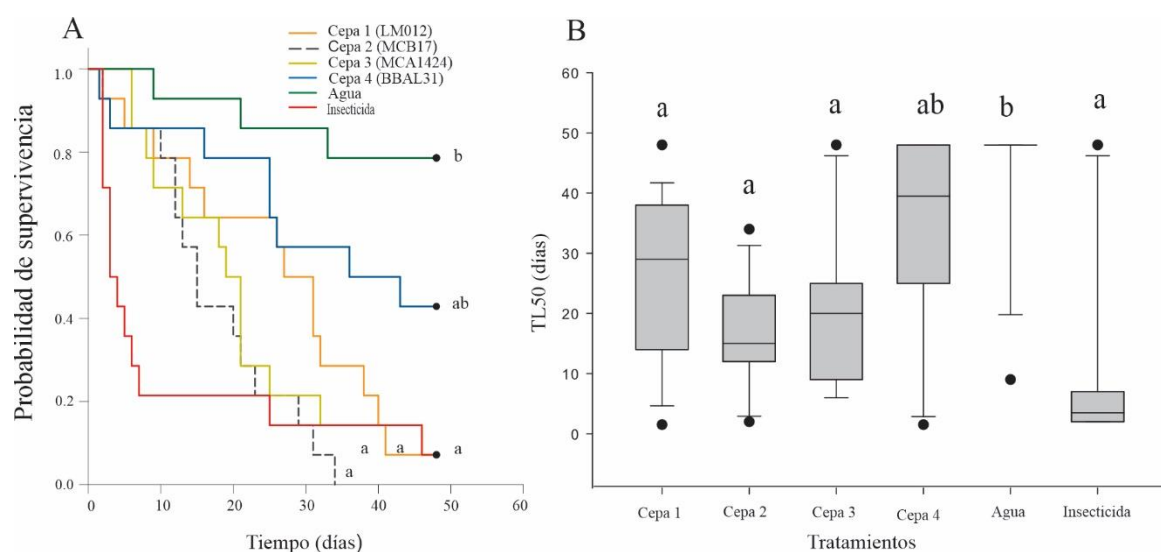 A
Cepa 1 (LM012)
Cepa 2 (MCB17)
Cepa 3 (MCA1424)
Cepa 4 (BBAL31)
Agua
Insecticida
Probabilidad de supervivencia
1.0
0.8
0.6
0.4
0.2
0.0
b
ab
a a a
a
0 10 20 30 40 50 60
Tiempo (días)
B
TL50 (días)
60
50
40
30
20
10
0
a a a ab b a
Cepa 1 Cepa 2 Cepa 3 Cepa 4 Agua Insecticida
Tratamientos